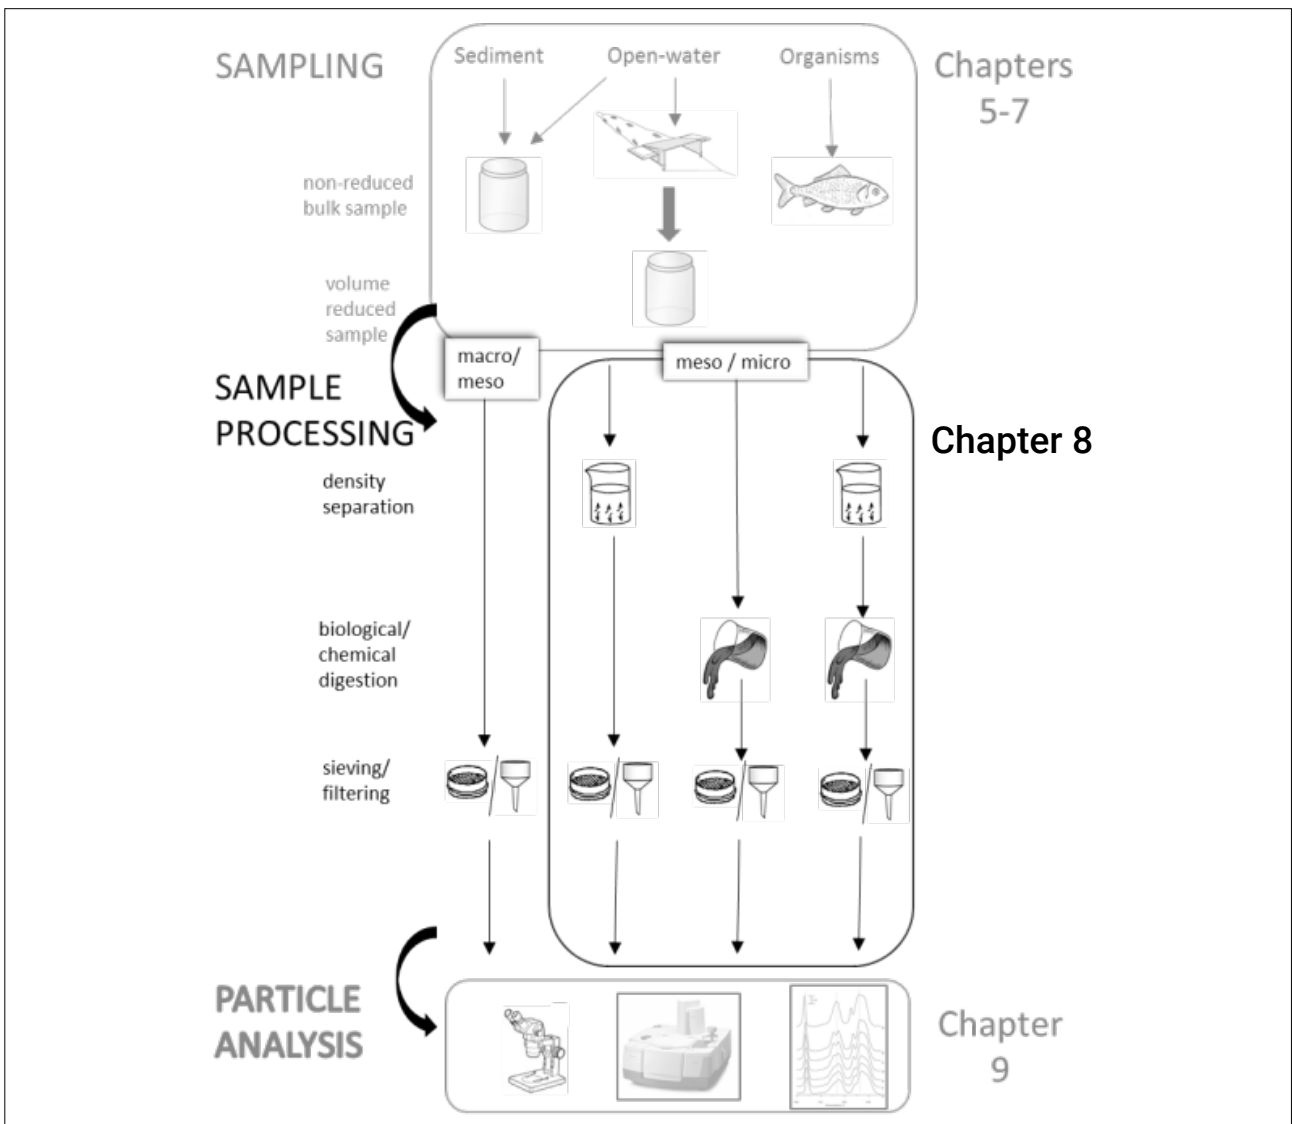 SAMPLING
Sediment
Open-water
Organisms
Chapters
5-7
non-reduced
bulk sample
volume
reduced
sample
macro/
meso
meso / micro
SAMPLE
PROCESSING
Chapter 8
density
separation
biological/
chemical
digestion
sieving/
filtering
PARTICLE
ANALYSIS
Chapter
9